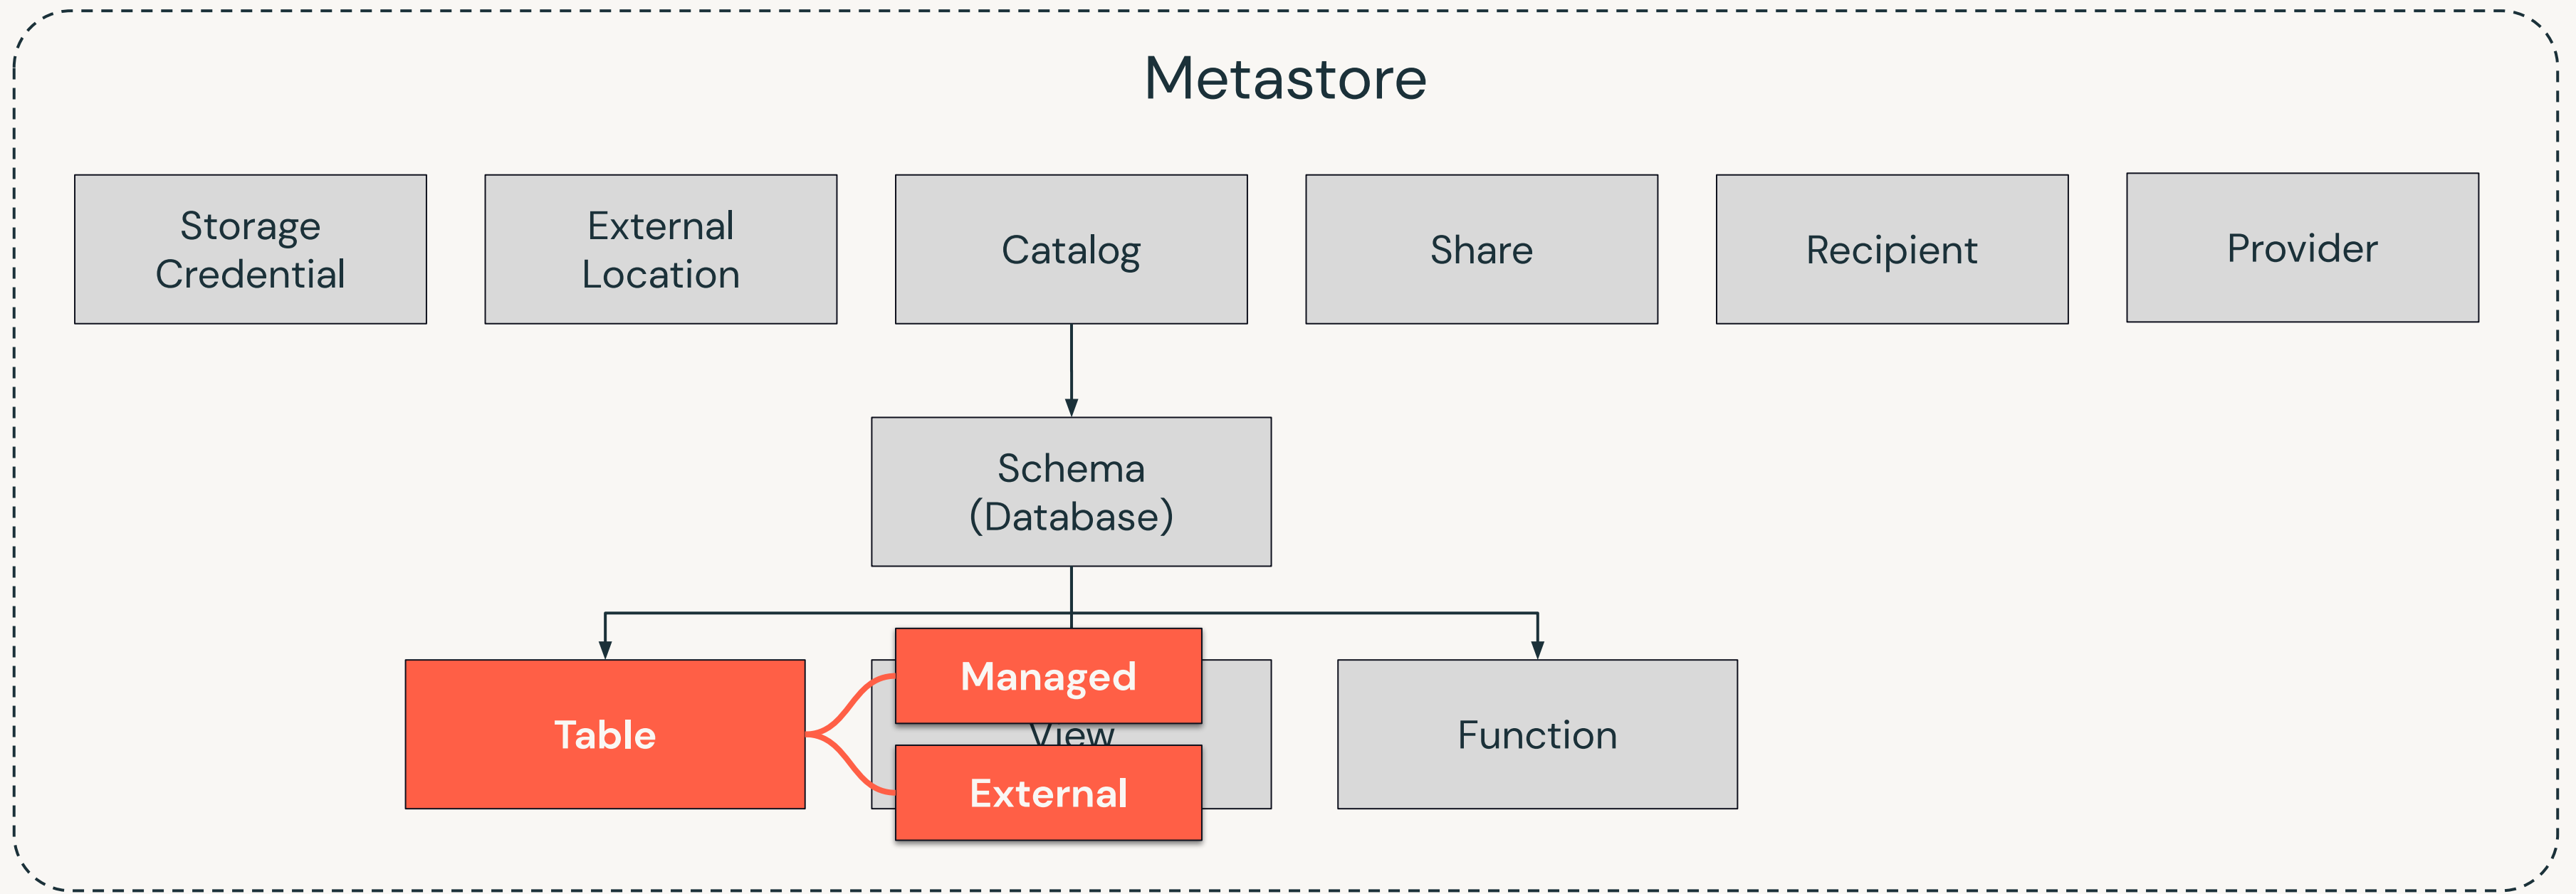 Metastore
Storage
Credential
External
Location
Catalog
Share
Recipient
Provider
Schema
(Database)
Table
Managed
View
External
Function